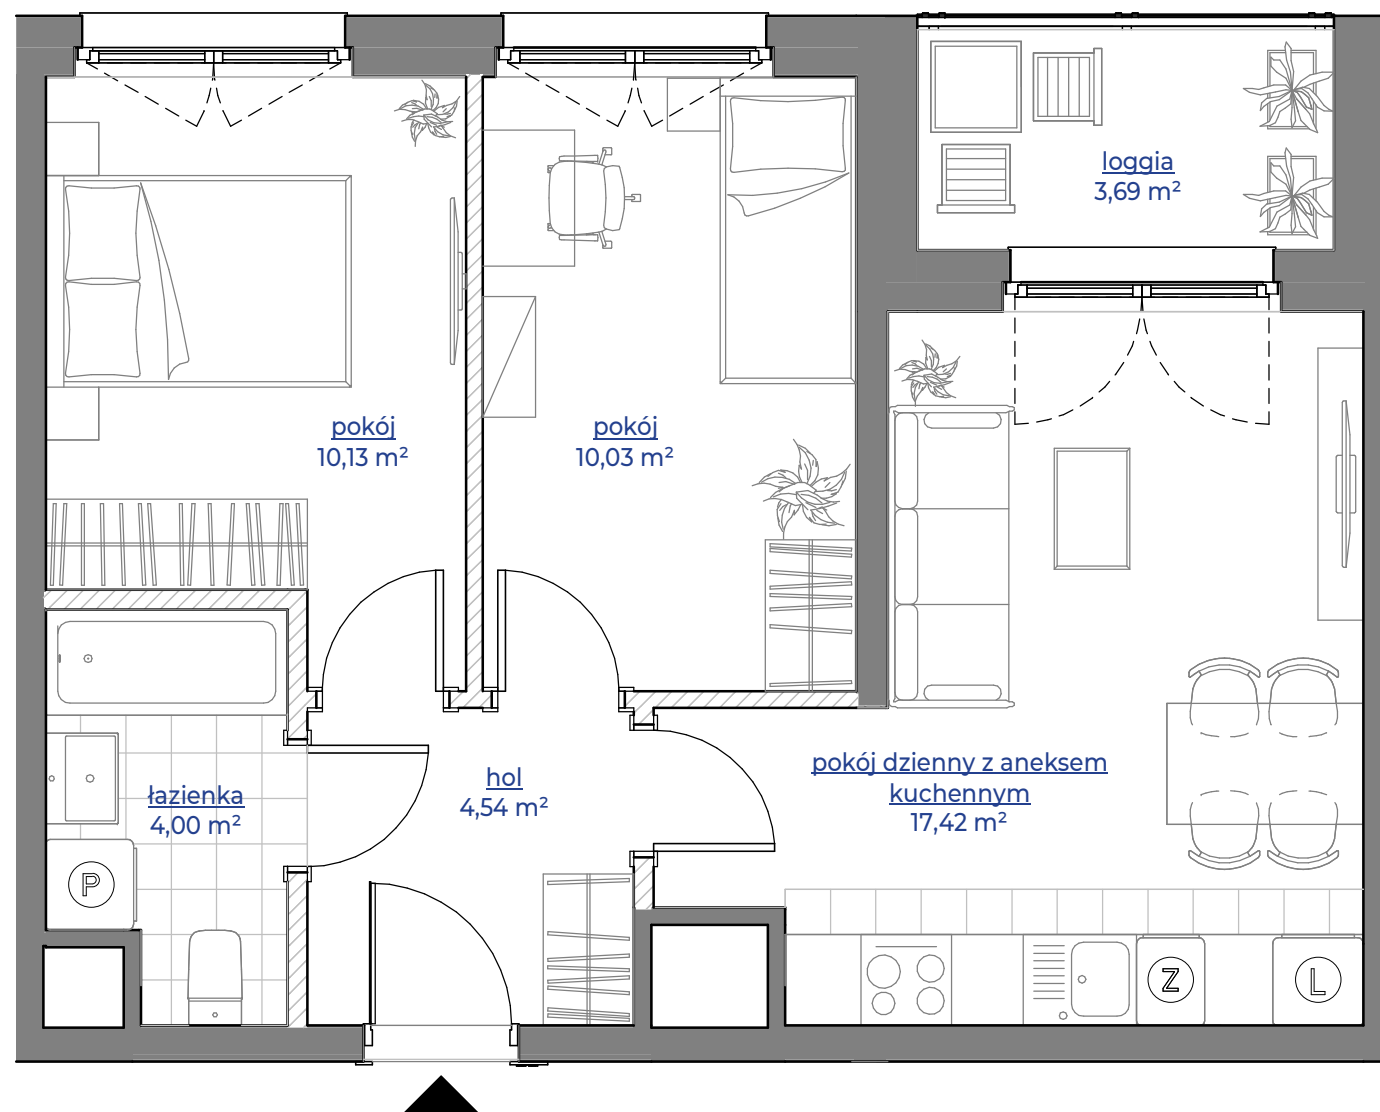 loggia
3,69 m²
pokój
10,13 m²
pokój
10,03 m²
pokój dzienny z aneksem
kuchennym
17,42 m²
hol
4,54 m²
łazienka
4,00 m²
P
Z
L